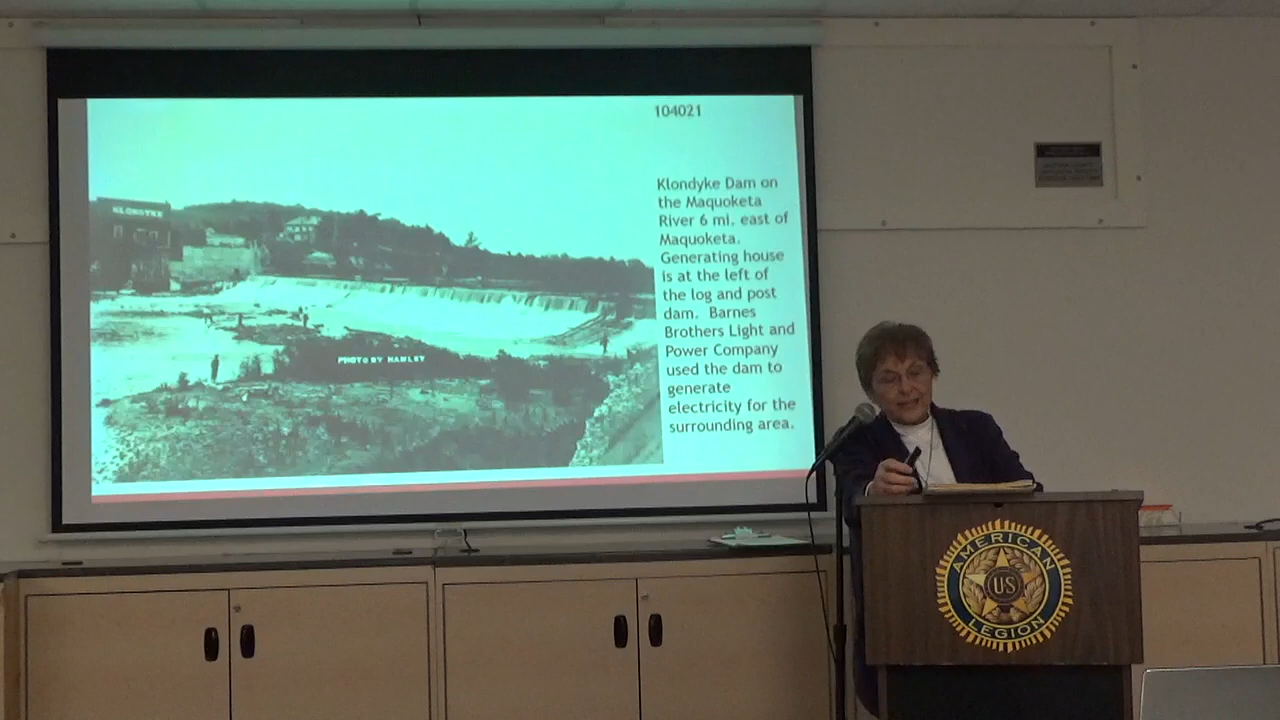 104021
Klondyke Dam on
the Maquoketa
River 6 mi. east of
Maquoketa.
Generating house
is at the left of
the log and post
dam. Barnes
Brothers Light and
Power Company
used the dam to
generate
electricity for the
surrounding area.
KLONDYKE
PHOTO BY HAWLEY
AMERICAN
US
LEGION